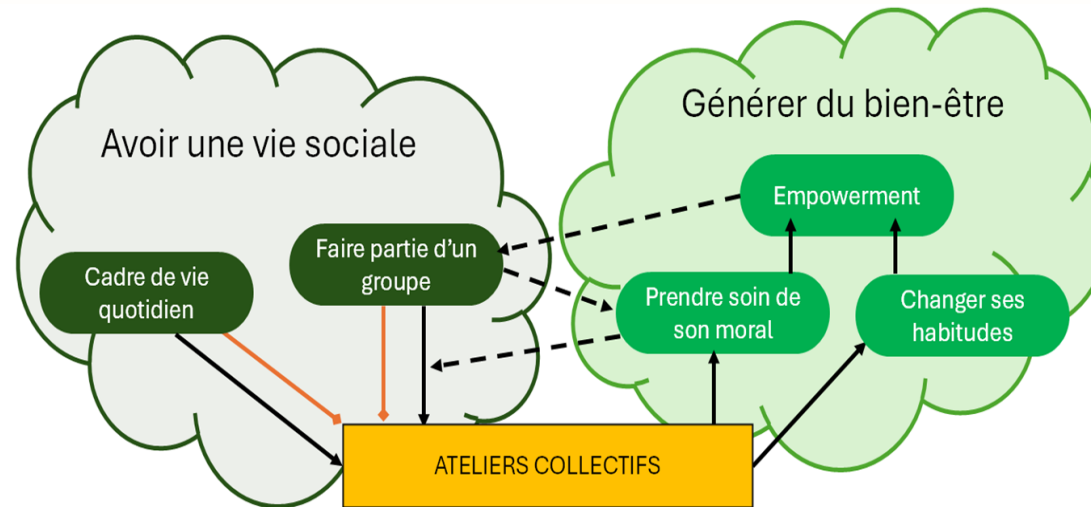 Avoir une vie sociale
Générer du bien-être
Empowerment
Faire partie d’un
groupe
Cadre de vie
quotidien
Prendre soin de
son moral
Changer ses
habitudes
ATELIERS COLLECTIFS